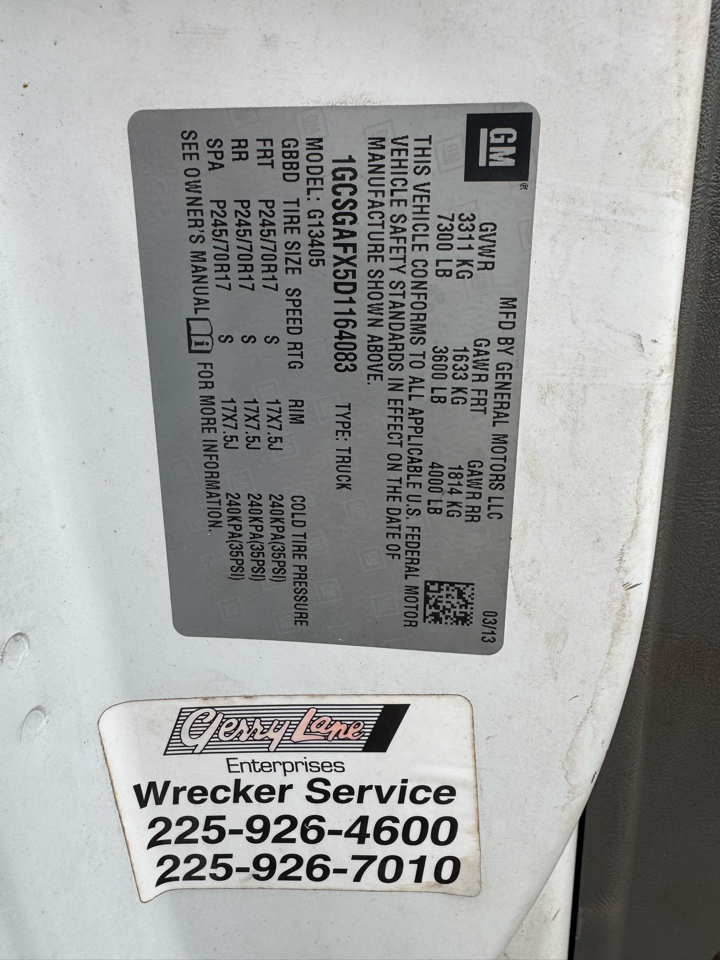 GM®
MFD BY GENERAL MOTORS LLC 03/13
GVWR GAWR FRT GAWR RR
3311 KG 1633 KG 1814 KG
7300 LB 3600 LB 4000 LB
THIS VEHICLE CONFORMS TO ALL APPLICABLE U.S. FEDERAL MOTOR
VEHICLE SAFETY STANDARDS IN EFFECT ON THE DATE OF
MANUFACTURE SHOWN ABOVE.
1GCSGAFX5D1164083 TYPE: TRUCK
MODEL: G13405
GBBD TIRE SIZE SPEED RTG RIM COLD TIRE PRESSURE
FRT P245/70R17 S 17X7.5J 240KPA(35PSI)
RR P245/70R17 S 17X7.5J 240KPA(35PSI)
SPA P245/70R17 S 17X7.5J 240KPA(35PSI)
SEE OWNER'S MANUAL i FOR MORE INFORMATION.
Gerry Lane
Enterprises
Wrecker Service
225-926-4600
225-926-7010